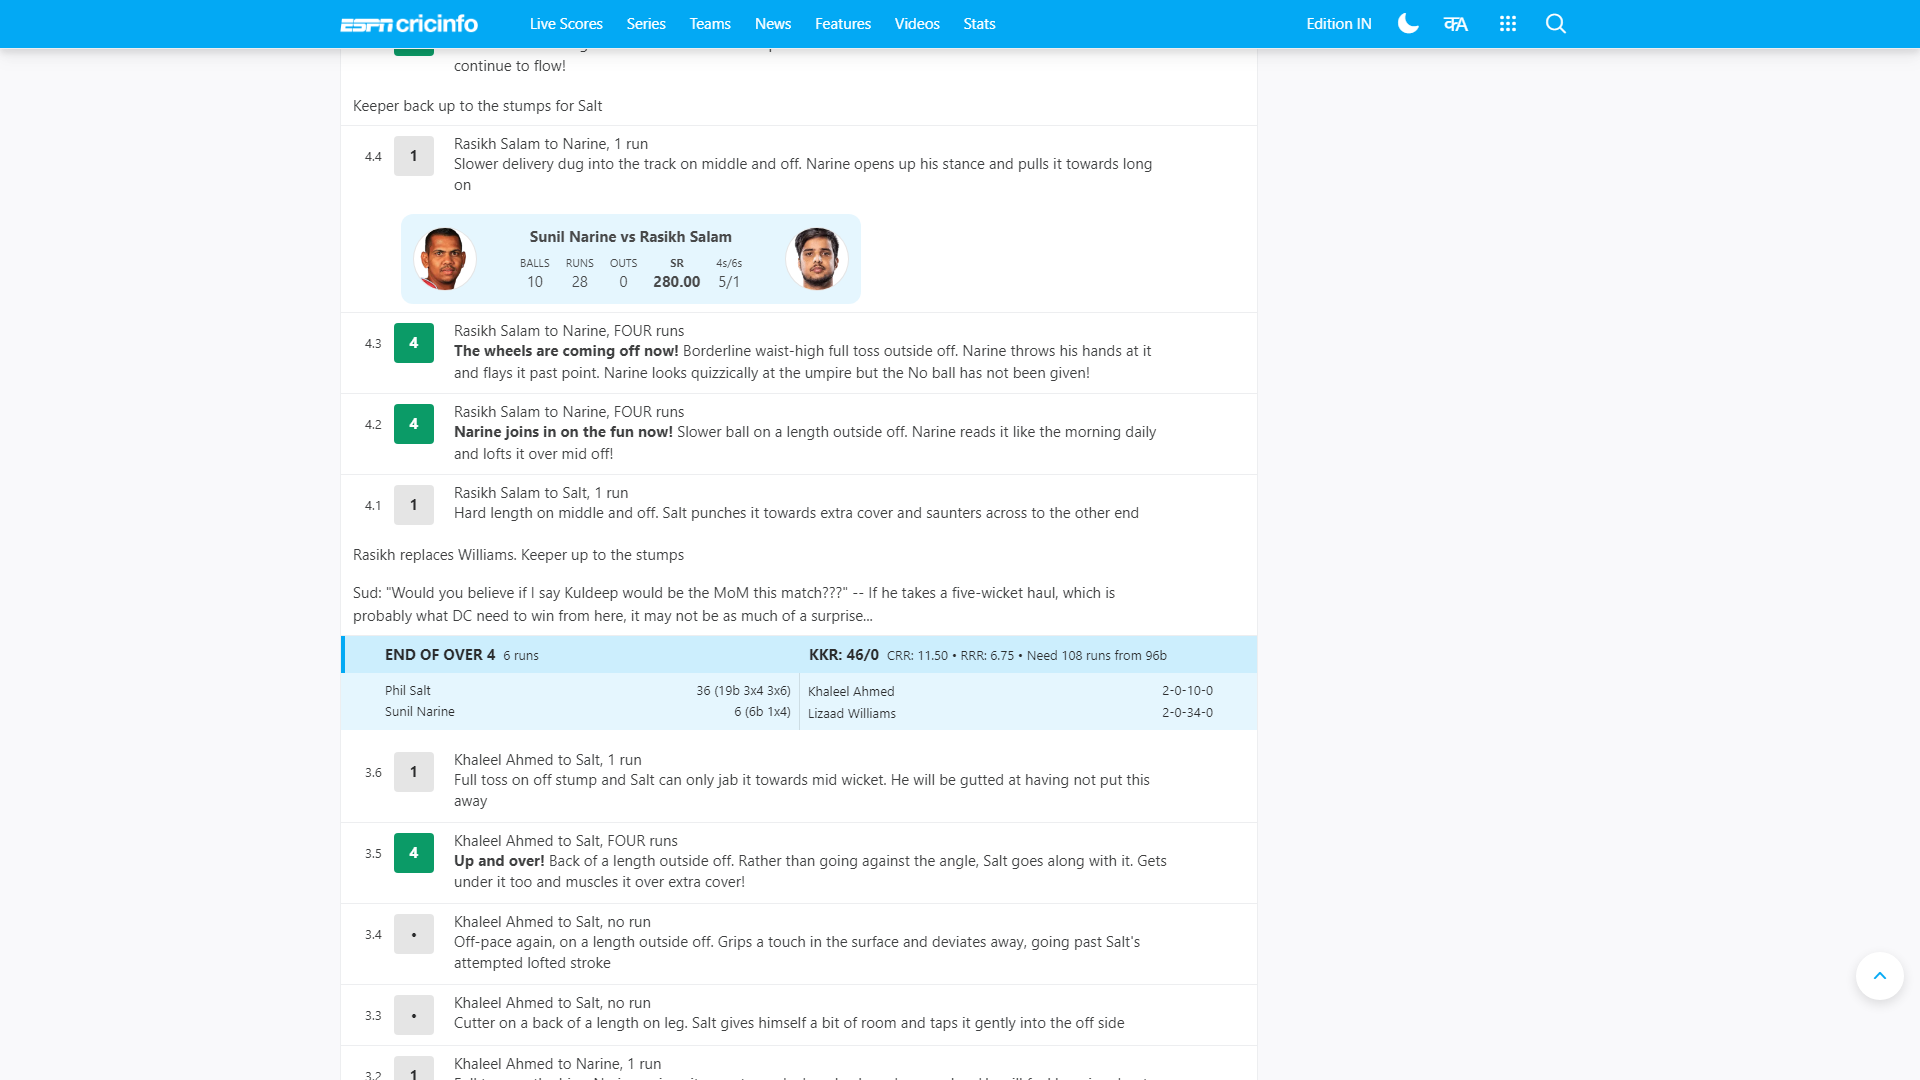 ESPN cricinfo Live Scores Series Teams News Features Videos Stats Edition IN कA
continue to flow!
Keeper back up to the stumps for Salt
4.4 1 Rasikh Salam to Narine, 1 run
Slower delivery dug into the track on middle and off. Narine opens up his stance and pulls it towards long
on
Sunil Narine vs Rasikh Salam
BALLS RUNS OUTS SR 4s/6s
10 28 0 280.00 5/1
4.3 4 Rasikh Salam to Narine, FOUR runs
The wheels are coming off now! Borderline waist-high full toss outside off. Narine throws his hands at it
and flays it past point. Narine looks quizzically at the umpire but the No ball has not been given!
4.2 4 Rasikh Salam to Narine, FOUR runs
Narine joins in on the fun now! Slower ball on a length outside off. Narine reads it like the morning daily
and lofts it over mid off!
4.1 1 Rasikh Salam to Salt, 1 run
Hard length on middle and off. Salt punches it towards extra cover and saunters across to the other end
Rasikh replaces Williams. Keeper up to the stumps
Sud: "Would you believe if I say Kuldeep would be the MoM this match???" -- If he takes a five-wicket haul, which is
probably what DC need to win from here, it may not be as much of a surprise...
END OF OVER 4 6 runs KKR: 46/0 CRR: 11.50 • RRR: 6.75 • Need 108 runs from 96b
Phil Salt 36 (19b 3x4 3x6) Khaleel Ahmed 2-0-10-0
Sunil Narine 6 (6b 1x4) Lizaad Williams 2-0-34-0
3.6 1 Khaleel Ahmed to Salt, 1 run
Full toss on off stump and Salt can only jab it towards mid wicket. He will be gutted at having not put this
away
3.5 4 Khaleel Ahmed to Salt, FOUR runs
Up and over! Back of a length outside off. Rather than going against the angle, Salt goes along with it. Gets
under it too and muscles it over extra cover!
3.4 • Khaleel Ahmed to Salt, no run
Off-pace again, on a length outside off. Grips a touch in the surface and deviates away, going past Salt's
attempted lofted stroke
3.3 • Khaleel Ahmed to Salt, no run
Cutter on a back of a length on leg. Salt gives himself a bit of room and taps it gently into the off side
3.2 1 Khaleel Ahmed to Narine, 1 run